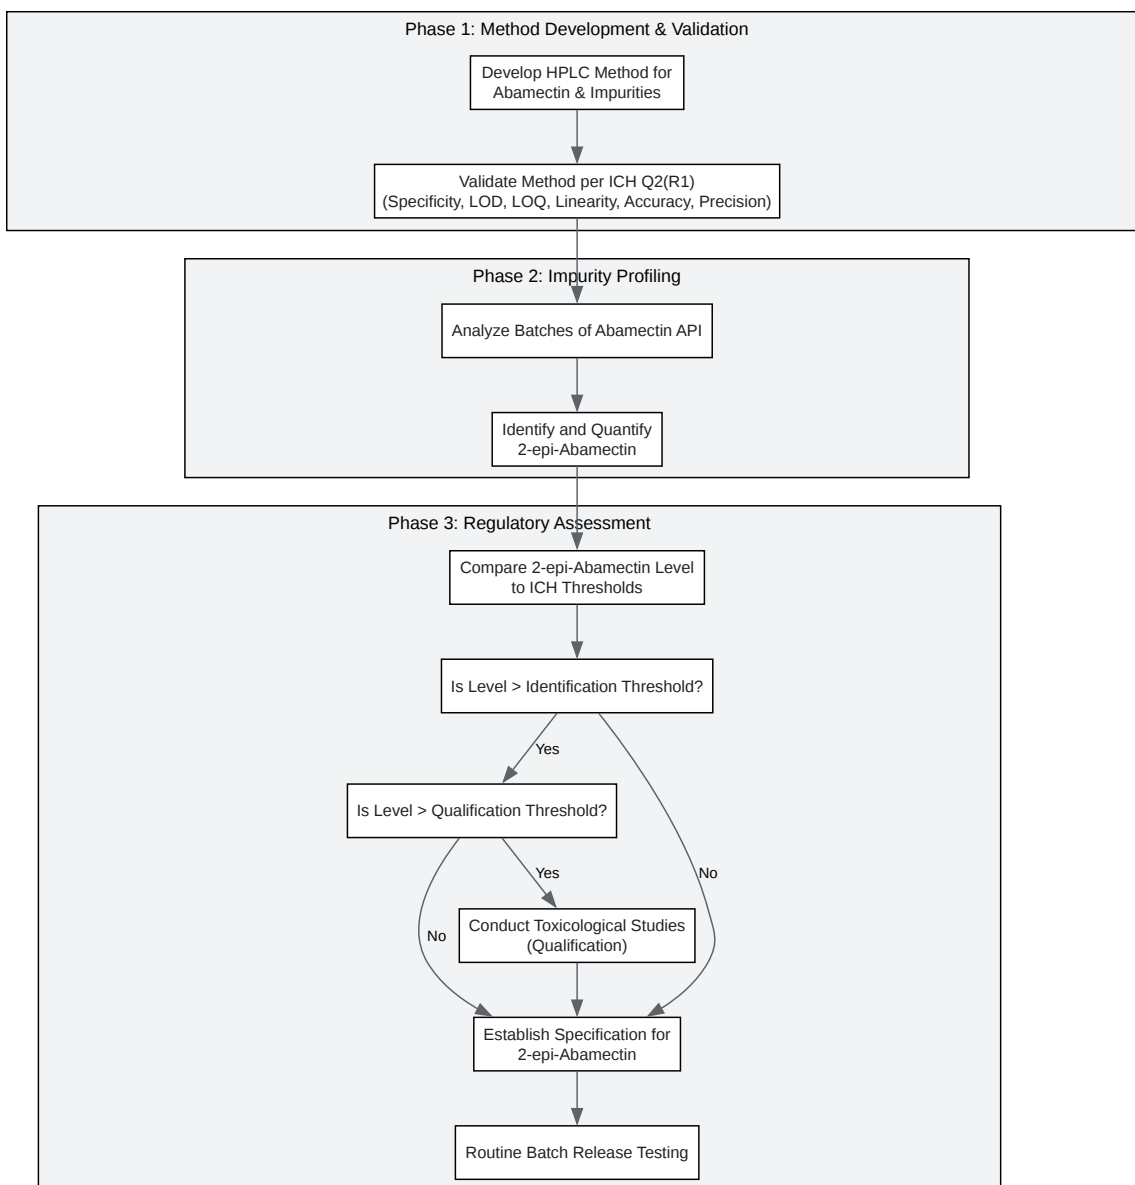 Phase 1: Method Development & Validation
Develop HPLC Method for
Abamectin & Impurities
Validate Method per ICH Q2(R1)
(Specificity, LOD, LOQ, Linearity, Accuracy, Precision)
Phase 2: Impurity Profiling
Analyze Batches of Abamectin API
Identify and Quantify
2-epi-Abamectin
Phase 3: Regulatory Assessment
Compare 2-epi-Abamectin Level
to ICH Thresholds
Is Level > Identification Threshold?
Yes
Is Level > Qualification Threshold?
Yes
No
No
Conduct Toxicological Studies
(Qualification)
Establish Specification for
2-epi-Abamectin
Routine Batch Release Testing